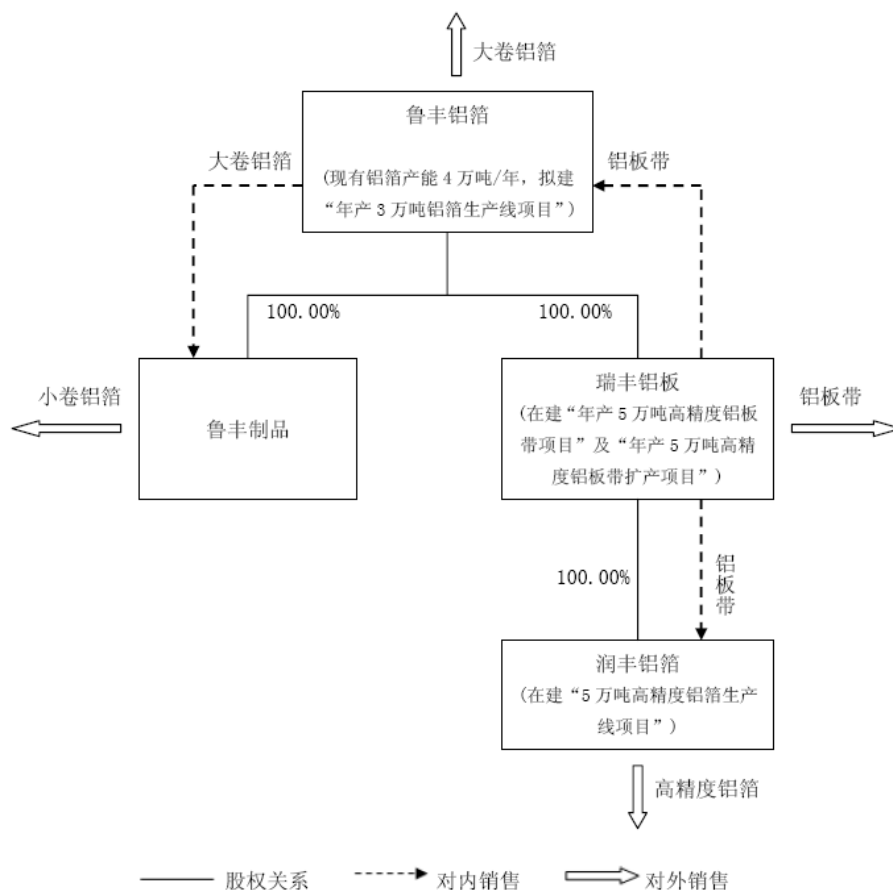 大卷铝箔
鲁丰铝箔
(现有铝箔产能 4 万吨/年，拟建
“年产 3 万吨铝箔生产线项目”)
大卷铝箔
铝板带
100.00%
100.00%
小卷铝箔
鲁丰制品
瑞丰铝板
(在建“年产 5 万吨高精度铝板
带项目”及“年产 5 万吨高精
度铝板带扩产项目”)
铝板带
100.00%
铝板带
润丰铝箔
(在建“5 万吨高精度铝箔生产
线项目”)
高精度铝箔
股权关系
对内销售
对外销售